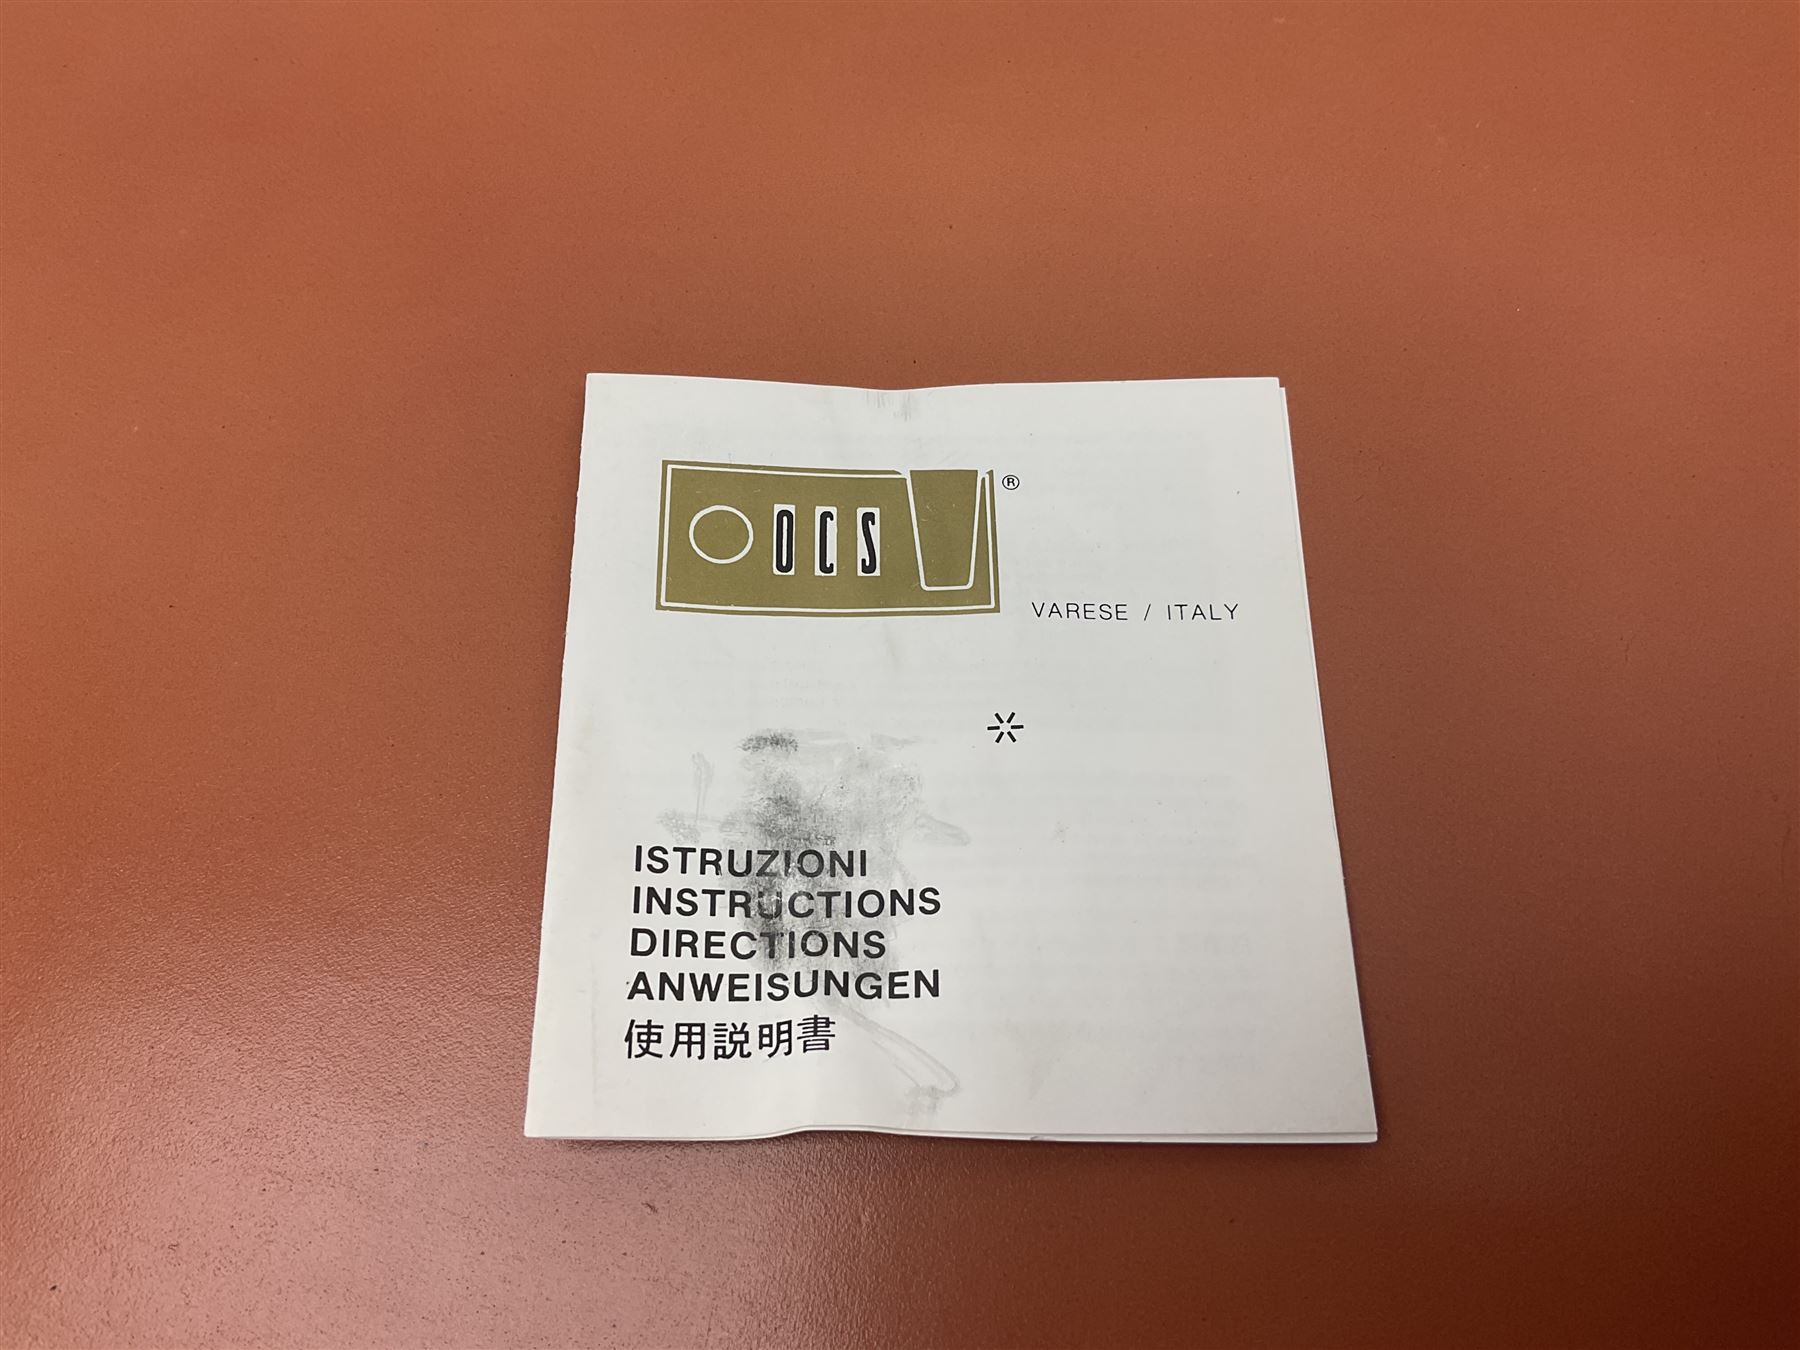 OCS ®
VARESE / ITALY
ISTRUZIONI
INSTRUCTIONS
DIRECTIONS
ANWEISUNGEN
使用説明書